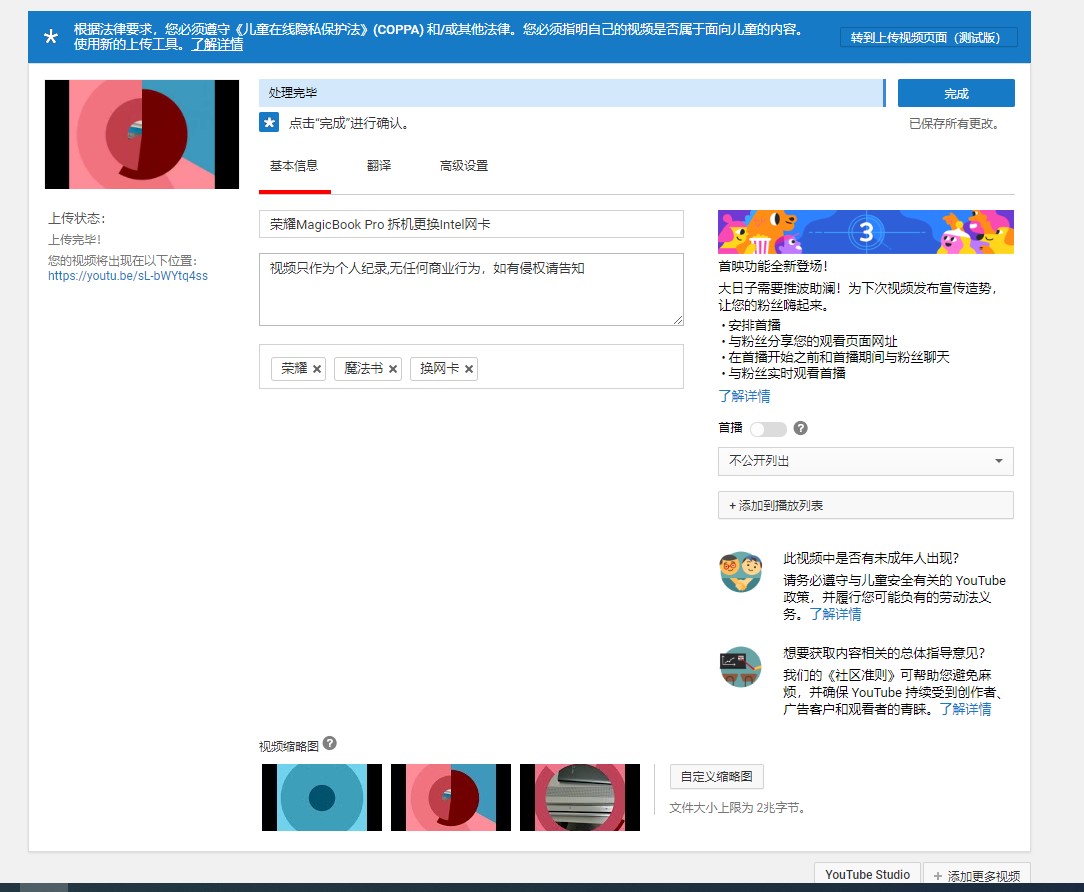 根据法律要求，您必须遵守《儿童在线隐私保护法》(COPPA) 和/或其他法律。您必须指明自己的视频是否属于面向儿童的内容。
使用新的上传工具。了解详情
转到上传视频页面（测试版）
处理完毕
完成
点击“完成”进行确认。
已保存所有更改。
基本信息
翻译
高级设置
上传状态：
上传完毕！
您的视频将出现在以下位置：
https://youtu.be/sL-bWYtq4ss
荣耀MagicBook Pro 拆机更换Intel网卡
视频只作为个人纪录,无任何商业行为，如有侵权请告知
荣耀
魔法书
换网卡
3
首映功能全新登场！
大日子需要推波助澜！为下次视频发布宣传造势，
让您的粉丝嗨起来。
• 安排首播
• 与粉丝分享您的观看页面网址
• 在首播开始之前和首播期间与粉丝聊天
• 与粉丝实时观看首播
了解详情
首播
不公开列出
+ 添加到播放列表
此视频中是否有未成年人出现？
请务必遵守与儿童安全有关的 YouTube
政策，并履行您可能负有的劳动法义
务。了解详情
想要获取内容相关的总体指导意见？
我们的《社区准则》可帮助您避免麻
烦，并确保 YouTube 持续受到创作者、
广告客户和观看者的青睐。了解详情
视频缩略图
自定义缩略图
文件大小上限为 2兆字节。
YouTube Studio
+ 添加更多视频